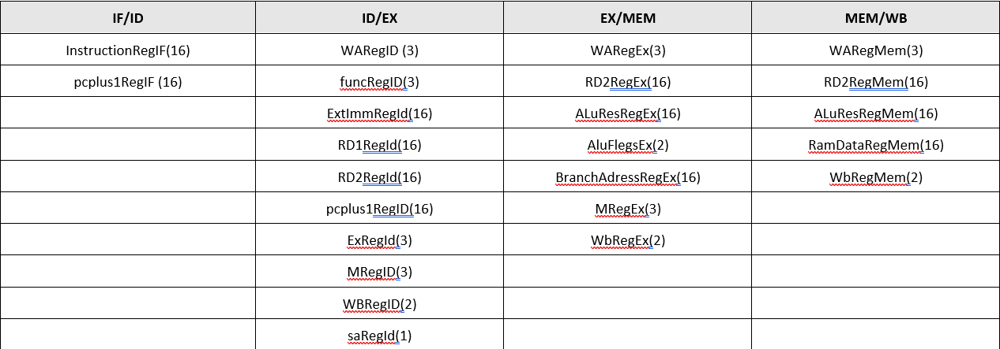 IF/ID ID/EX EX/MEM MEM/WB
InstructionRegIF(16) WARegID (3) WARegEx(3) WARegMem(3)
pcplus1RegIF (16) funcRegID(3) RD2RegEx(16) RD2RegMem(16)
ExtImmRegId(16) ALuResRegEx(16) ALuResRegMem(16)
RD1RegId(16) AluFlegsEx(2) RamDataRegMem(16)
RD2RegId(16) BranchAdressRegEx(16) WbRegMem(2)
pcplus1RegID(16) MRegEx(3)
ExRegId(3) WbRegEx(2)
MRegID(3)
WBRegID(2)
saRegId(1)